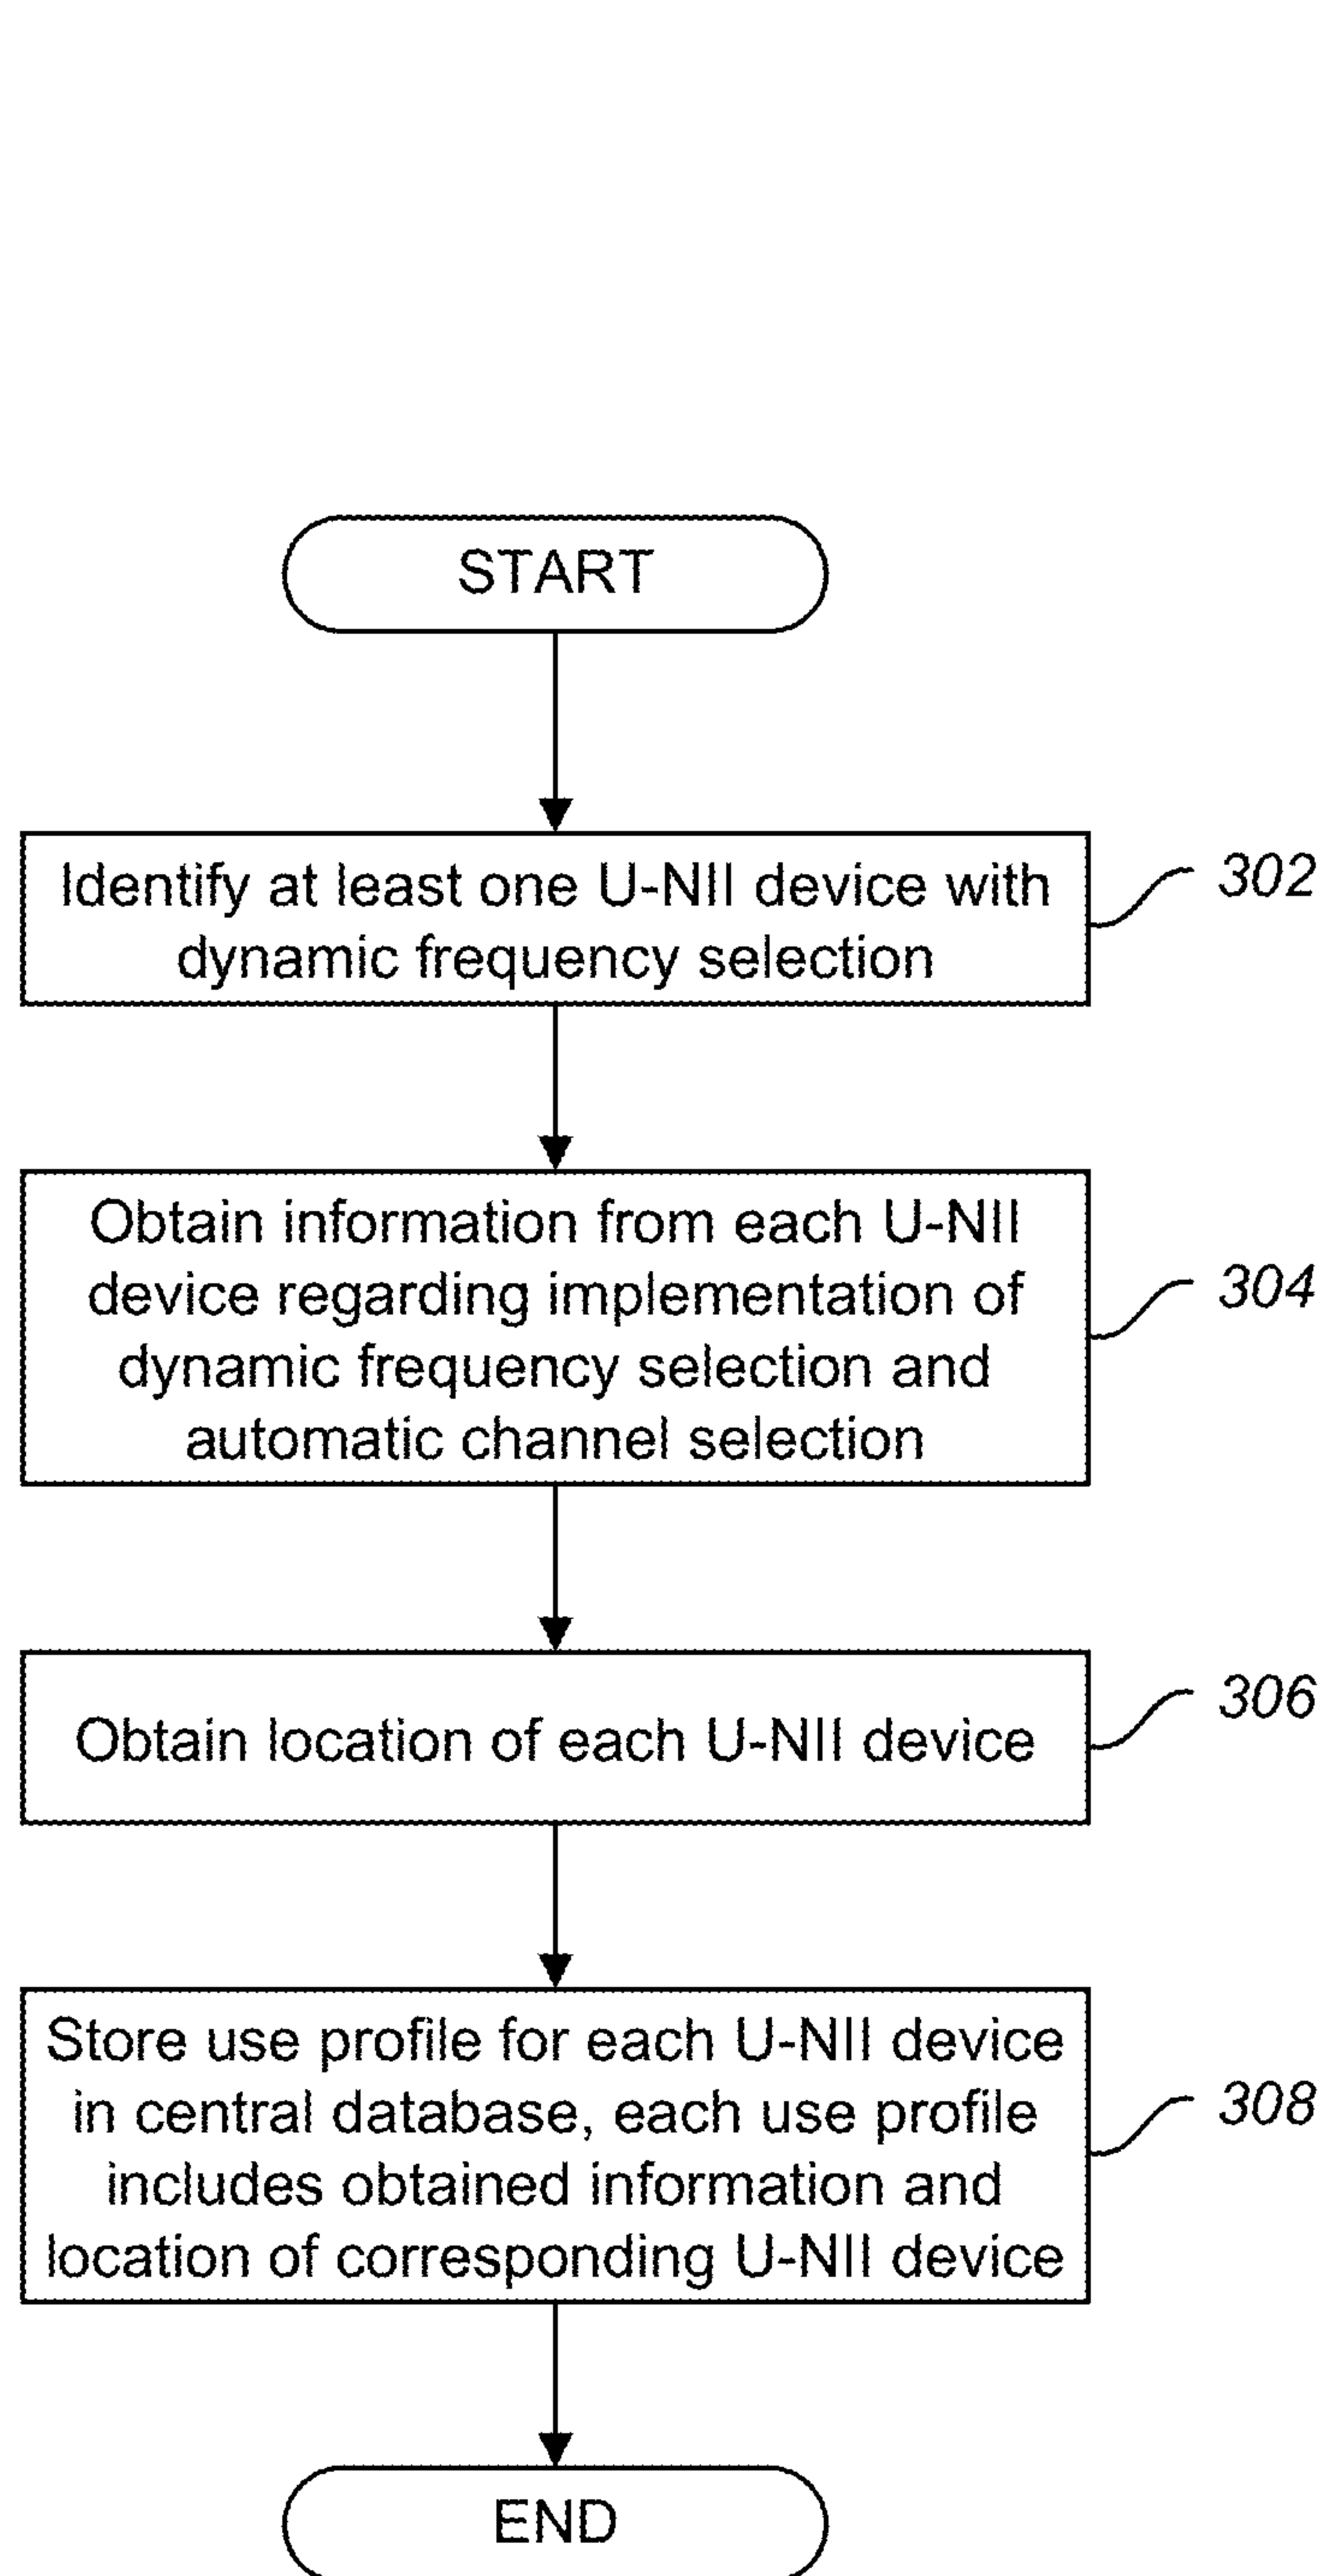 START
Identify at least one U-NII device with
dynamic frequency selection
302
Obtain information from each U-NII
device regarding implementation of
dynamic frequency selection and
automatic channel selection
304
Obtain location of each U-NII device
306
Store use profile for each U-NII device
in central database, each use profile
includes obtained information and
location of corresponding U-NII device
308
END